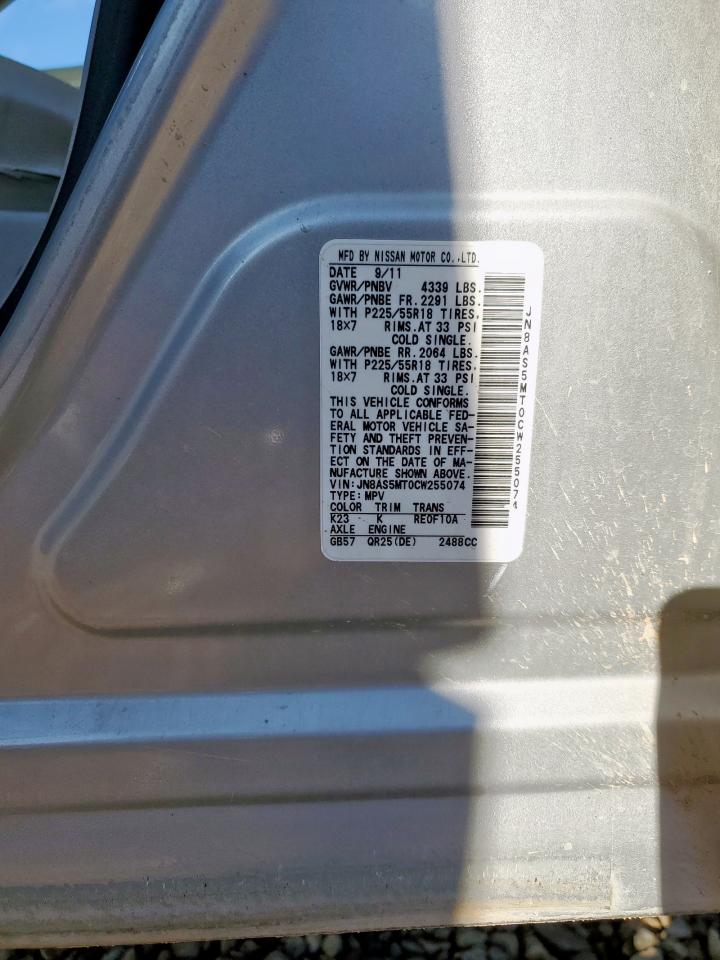 MFD BY NISSAN MOTOR CO.,LTD.
DATE 9/11
GVWR/PNBV 4339 LBS.
GAWR/PNBE FR. 2291 LBS.
WITH P225/55R18 TIRES,
18X7 RIMS.AT 33 PSI
COLD SINGLE.
GAWR/PNBE RR. 2064 LBS.
WITH P225/55R18 TIRES,
18X7 RIMS.AT 33 PSI
COLD SINGLE.
THIS VEHICLE CONFORMS
TO ALL APPLICABLE FED-
ERAL MOTOR VEHICLE SA-
FETY AND THEFT PREVEN-
TION STANDARDS IN EFF-
ECT ON THE DATE OF MA-
NUFACTURE SHOWN ABOVE.
VIN:JN8AS5MT0CW255074
TYPE:MPV
COLOR TRIM TRANS
K23 K RE0F10A
AXLE ENGINE
GB57 QR25(DE) 2488CC
JN8AS5MT0CW255074